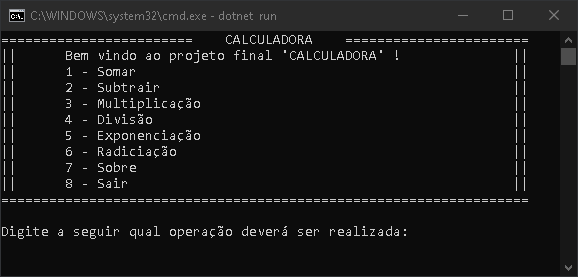 C:\WINDOWS\system32\cmd.exe - dotnet run
======================== CALCULADORA =======================
|| Bem vindo ao projeto final "CALCULADORA" ! ||
|| 1 - Somar ||
|| 2 - Subtrair ||
|| 3 - Multiplicação ||
|| 4 - Divisão ||
|| 5 - Exponenciação ||
|| 6 - Radiciação ||
|| 7 - Sobre ||
|| 8 - Sair ||
==================================================================
Digite a seguir qual operação deverá ser realizada: